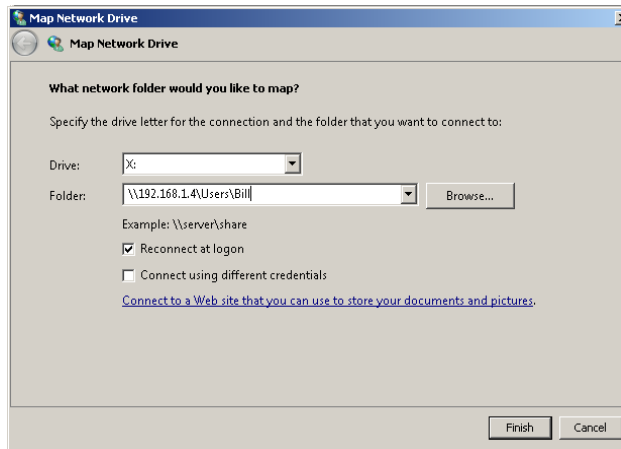 Map Network Drive
Map Network Drive
What network folder would you like to map?
Specify the drive letter for the connection and the folder that you want to connect to:
Drive: X:
Folder: \\192.168.1.4\Users\Bill Browse...
Example: \\server\share
Reconnect at logon
Connect using different credentials
Connect to a Web site that you can use to store your documents and pictures.
Finish Cancel